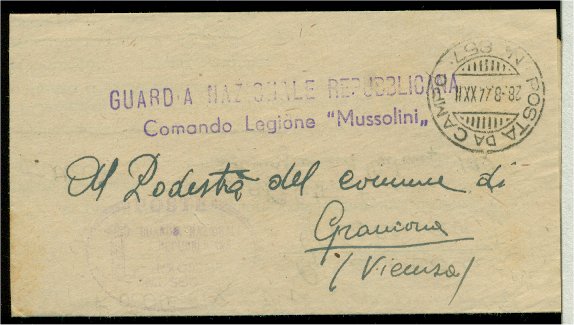 GUARDIA NAZIONALE REPUBBLICANA
Comando Legione "Mussolini„
POSTA DA CAMPO
N. 857.
28.8.44.XXII
Al Podestà del comune di
Grancona
(Vicenza)